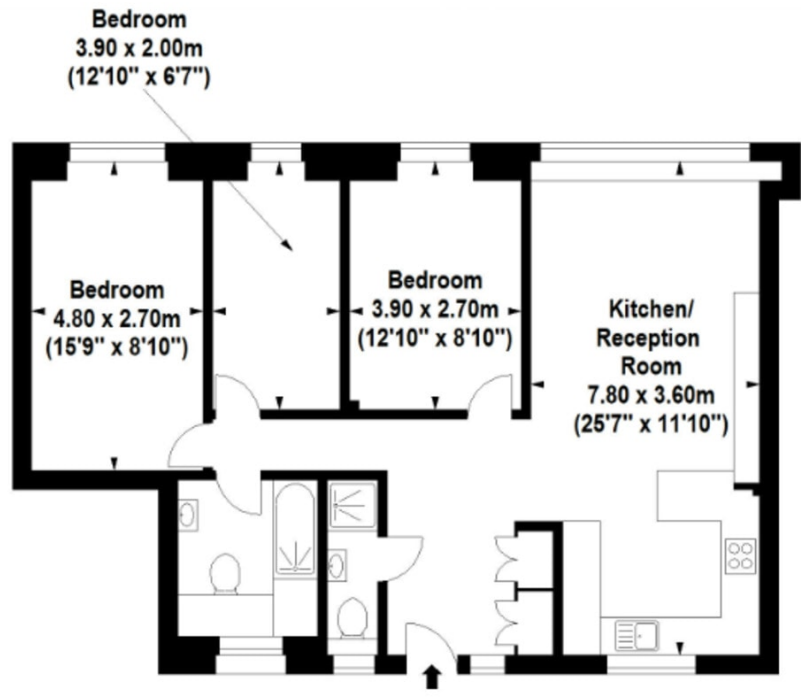 Bedroom
3.90 x 2.00m
(12'10" x 6'7")
Bedroom
4.80 x 2.70m
(15'9" x 8'10")
Bedroom
3.90 x 2.70m
(12'10" x 8'10")
Kitchen/
Reception
Room
7.80 x 3.60m
(25'7" x 11'10")